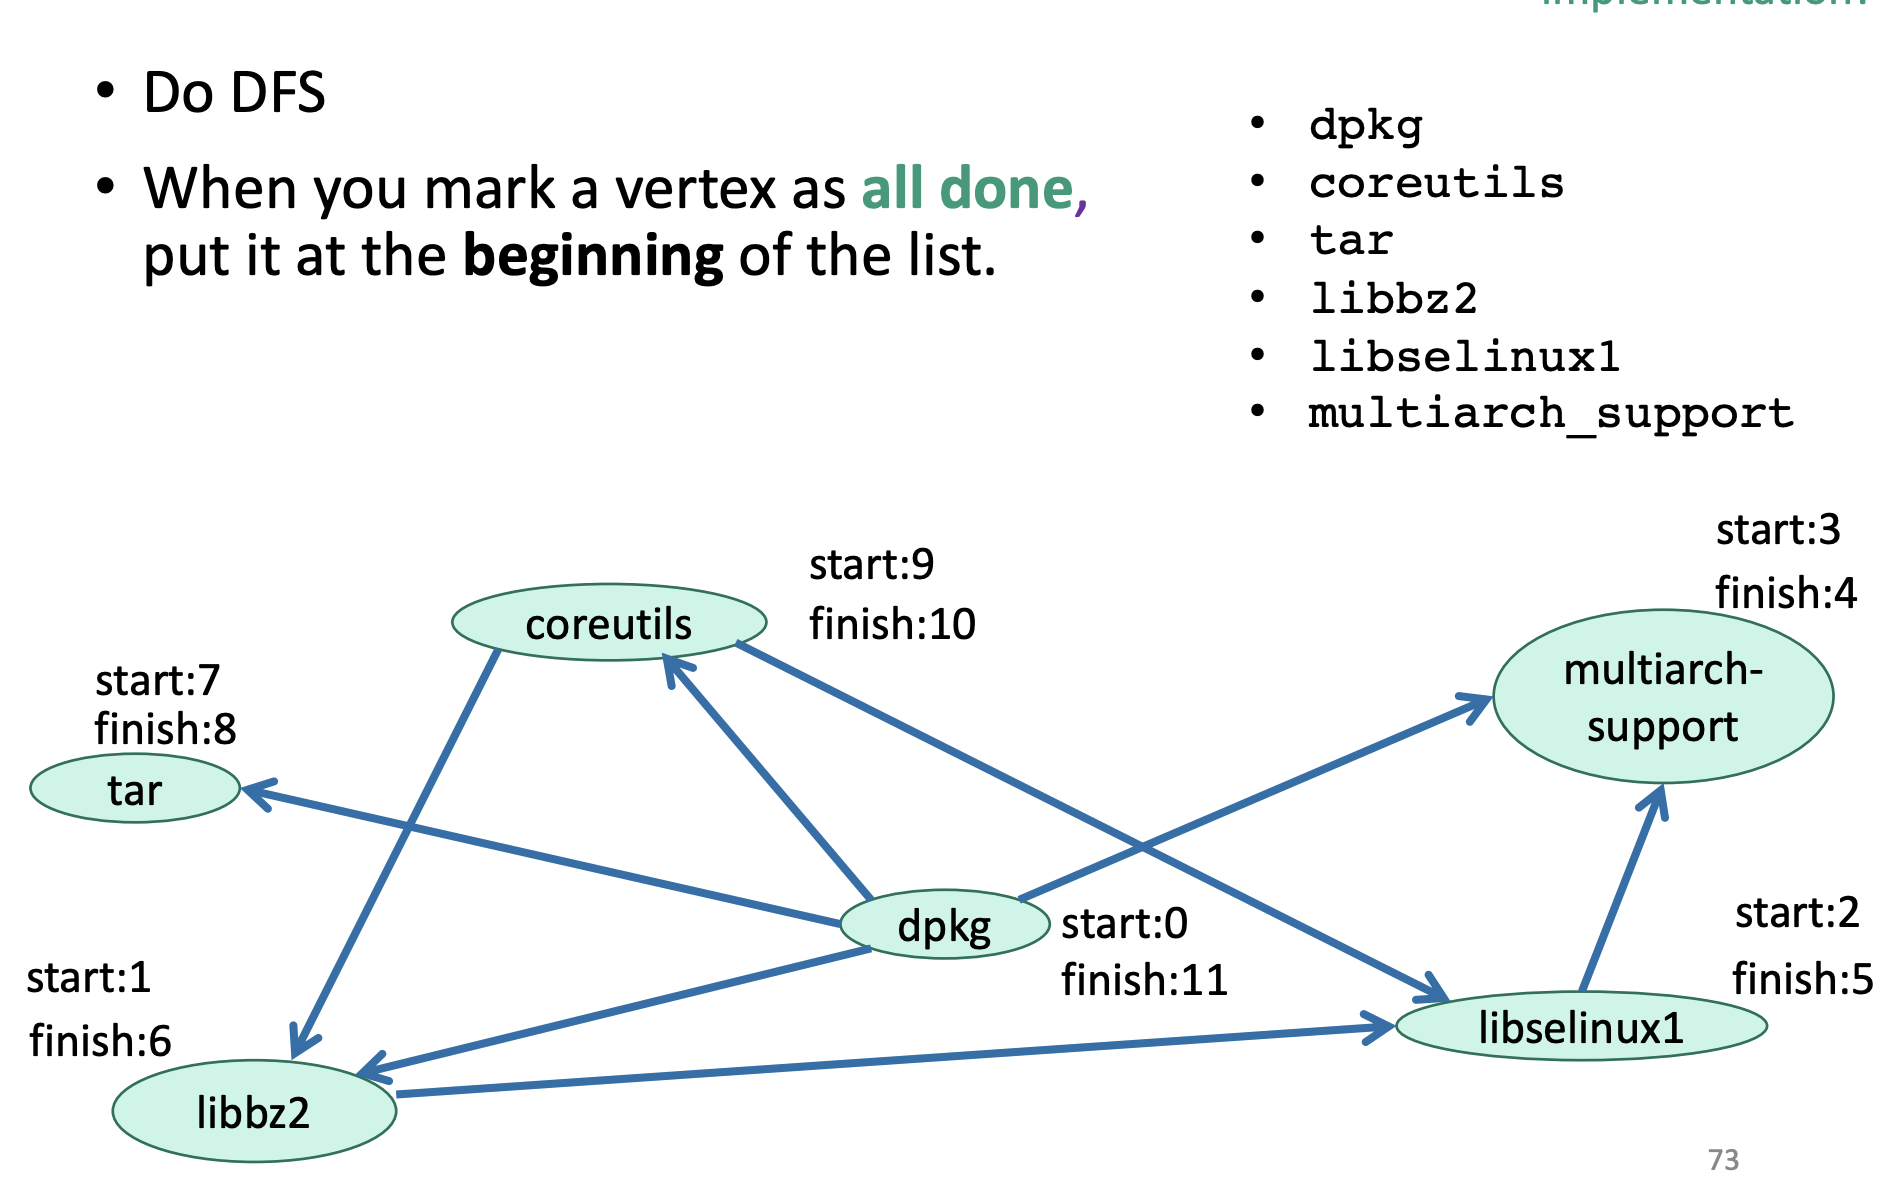 implementation?
• Do DFS
• When you mark a vertex as all done,
put it at the beginning of the list.
• dpkg
• coreutils
• tar
• libbz2
• libselinux1
• multiarch_support
start:3
finish:4
multiarch-
support
start:9
finish:10
coreutils
start:7
finish:8
tar
dpkg
start:0
finish:11
start:2
finish:5
libselinux1
start:1
finish:6
libbz2
73